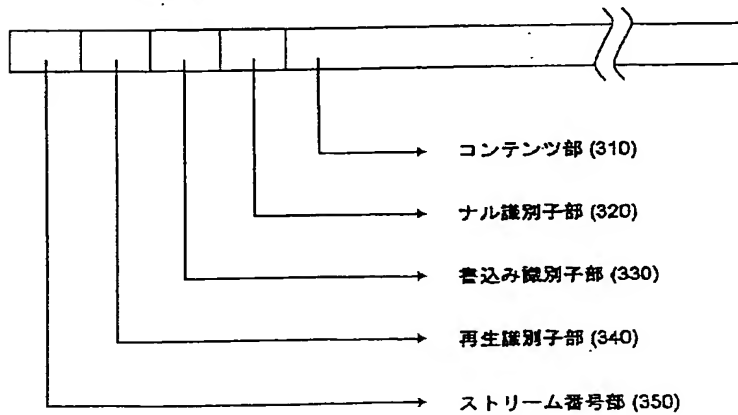 コンテンツ部 (310)
ナル識別子部 (320)
書込み識別子部 (330)
再生識別子部 (340)
ストリーム番号部 (350)